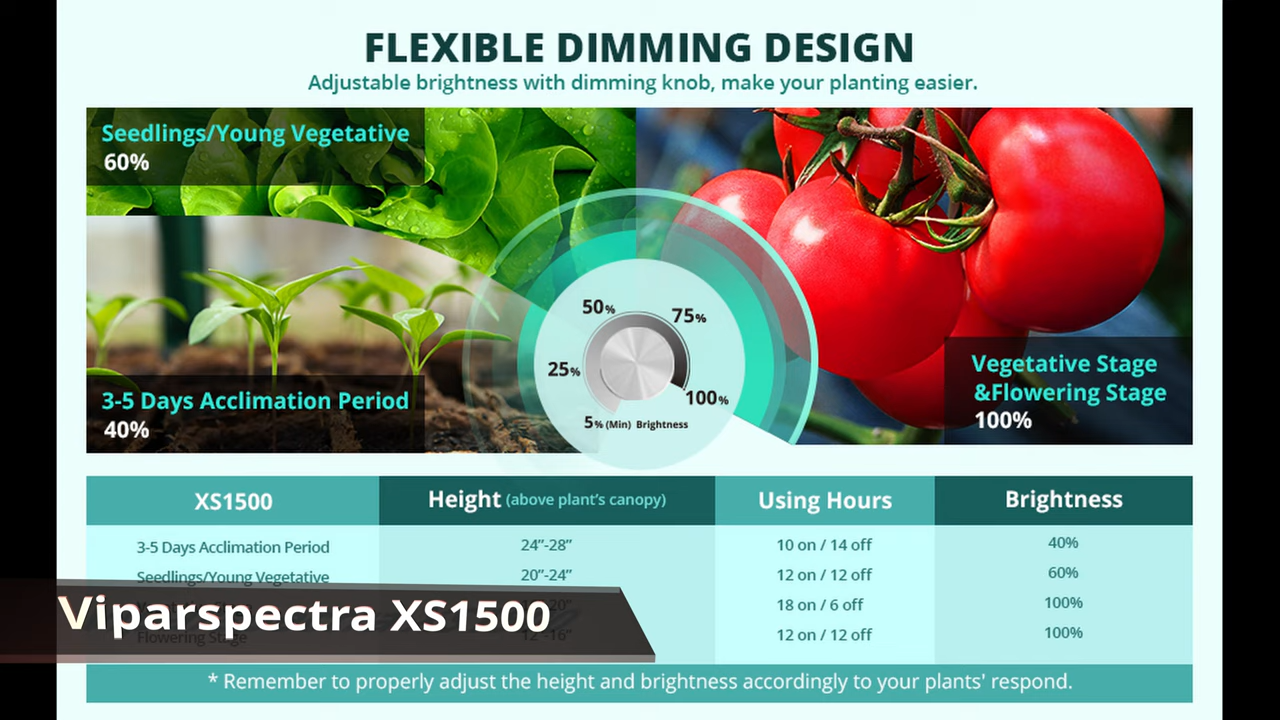 FLEXIBLE DIMMING DESIGN
Adjustable brightness with dimming knob, make your planting easier.
Seedlings/Young Vegetative
60%
3-5 Days Acclimation Period
40%
50%
75%
25%
100%
5% (Min) Brightness
Vegetative Stage
&Flowering Stage
100%
XS1500 Height (above plant's canopy) Using Hours Brightness
3-5 Days Acclimation Period 24”-28” 10 on / 14 off 40%
Seedlings/Young Vegetative 20”-24” 12 on / 12 off 60%
18 on / 6 off 100%
Flowering Stage 12”-16” 12 on / 12 off 100%
Viparspectra XS1500
* Remember to properly adjust the height and brightness accordingly to your plants' respond.